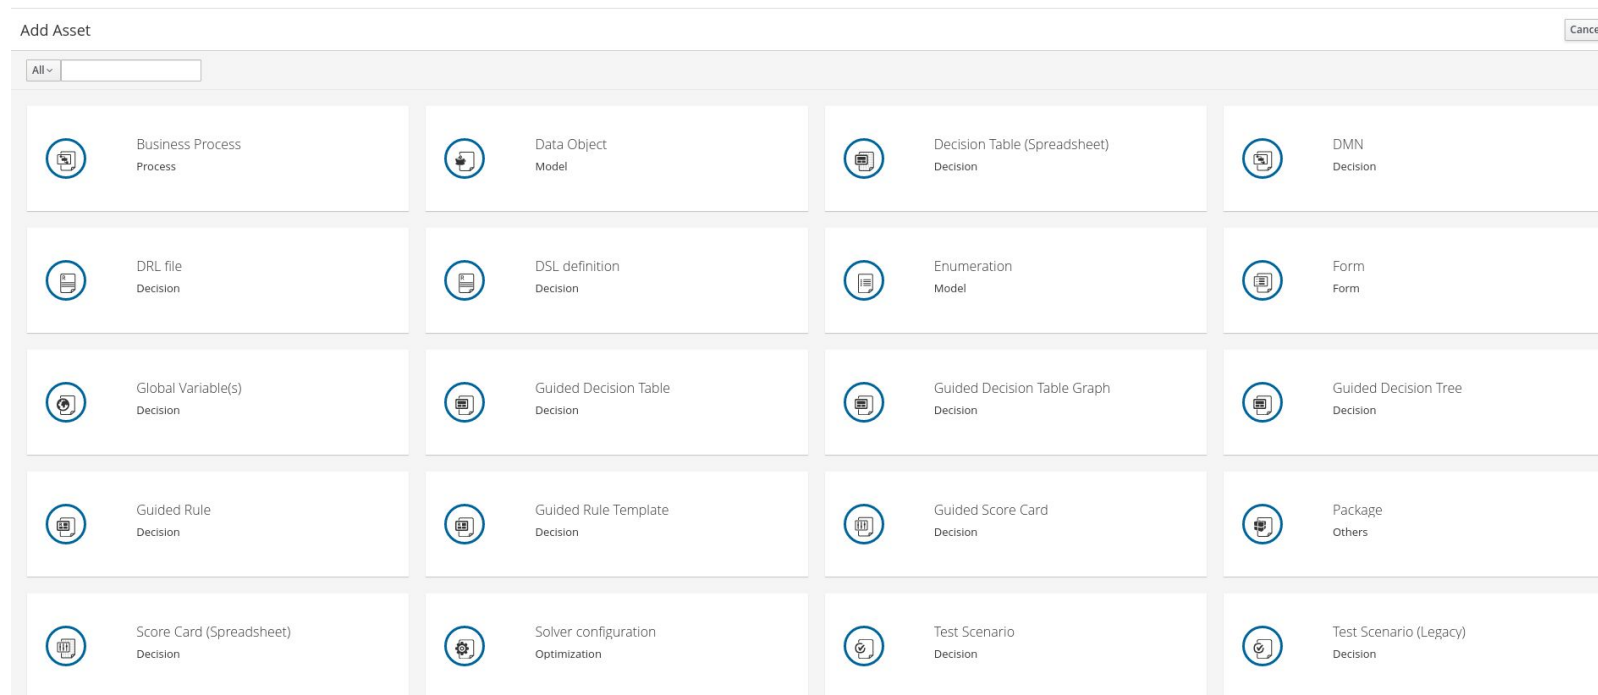 Add Asset
Cance
All
Business Process
Process
Data Object
Model
Decision Table (Spreadsheet)
Decision
DMN
Decision
DRL file
Decision
DSL definition
Decision
Enumeration
Model
Form
Form
Global Variable(s)
Decision
Guided Decision Table
Decision
Guided Decision Table Graph
Decision
Guided Decision Tree
Decision
Guided Rule
Decision
Guided Rule Template
Decision
Guided Score Card
Decision
Package
Others
Score Card (Spreadsheet)
Decision
Solver configuration
Optimization
Test Scenario
Decision
Test Scenario (Legacy)
Decision